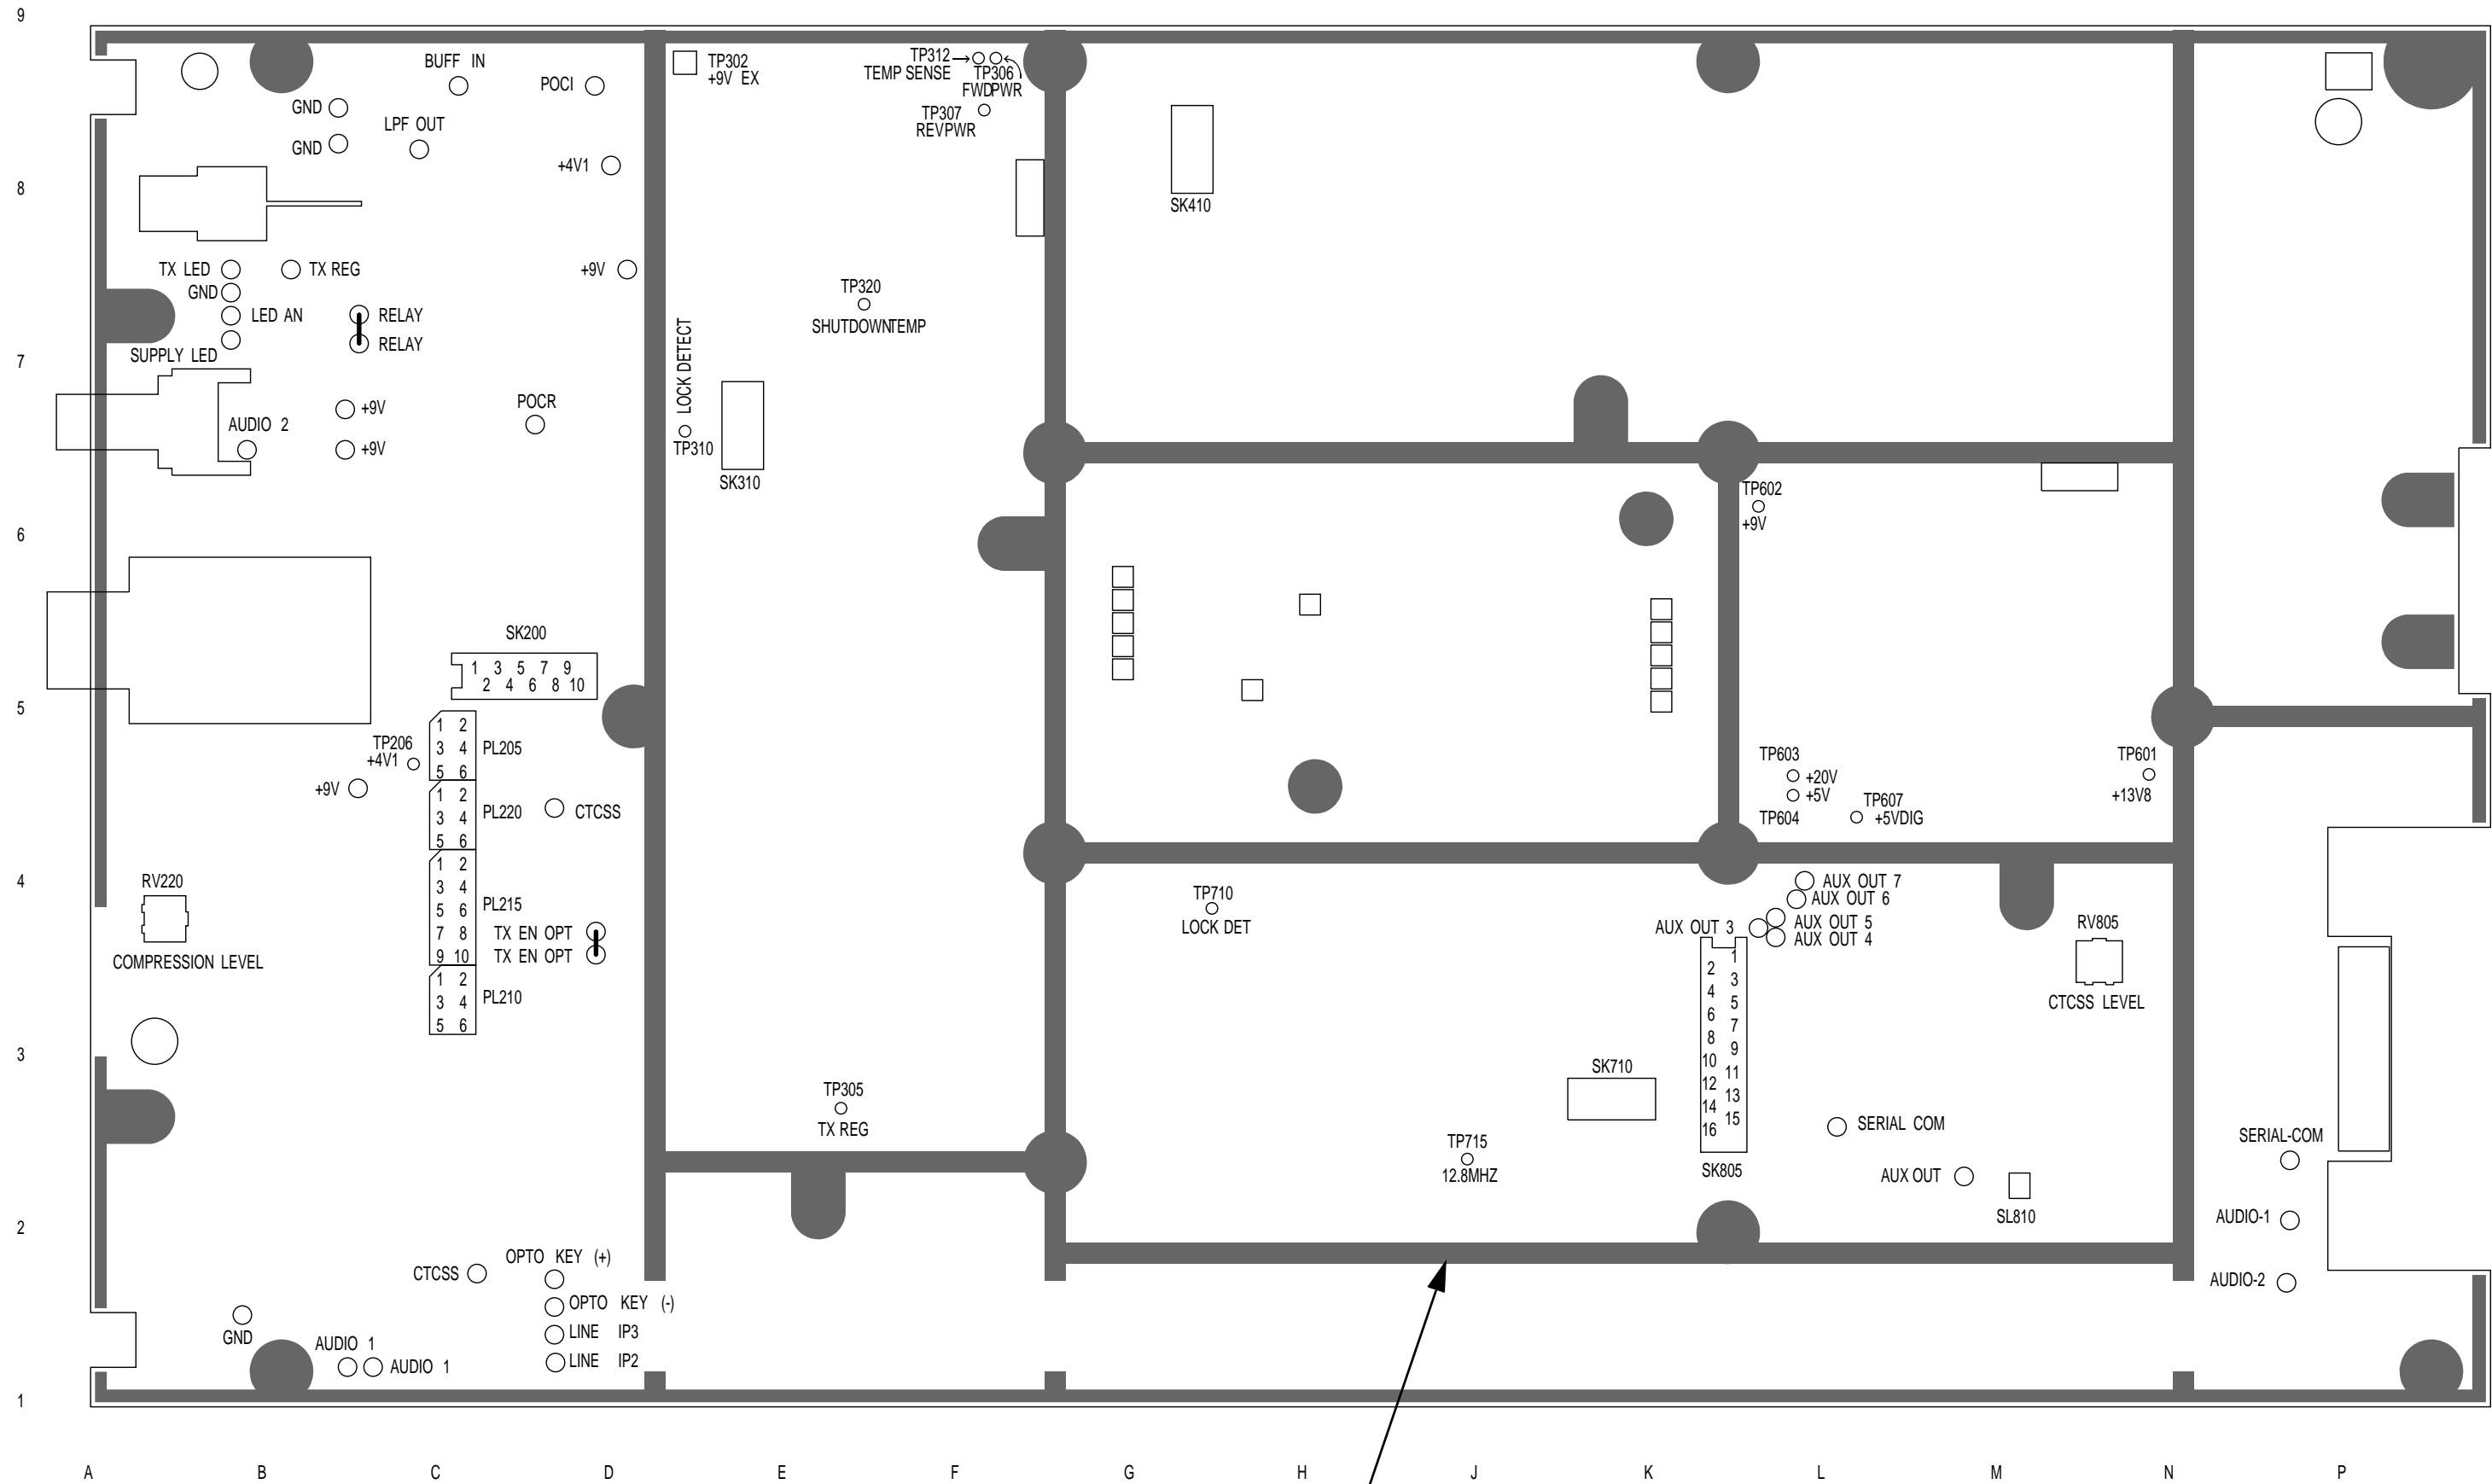 9
BUFF IN
POCI
TP302
+9V EX
TP312
TEMP SENSE
TP306
FWDPWR
TP307
REVPWR
GND
LPF OUT
GND
+4V1
8
SK410
TX LED
TX REG
+9V
GND
TP320
LED AN
RELAY
SHUTDOWNTEMP
RELAY
SUPPLY LED
7
LOCK DETECT
POCR
+9V
AUDIO 2
+9V
TP310
SK310
TP602
+9V
6
SK200
1 3 5 7 9
2 4 6 8 10
5
1 2
3 4
5 6
PL205
TP206
+4V1
+9V
1 2
3 4
5 6
PL220
CTCSS
TP603
+20V
+5V
TP604
TP607
+5VDIG
TP601
+13V8
4
RV220
COMPRESSION LEVEL
1 2
3 4
5 6
7 8
9 10
PL215
TX EN OPT
TX EN OPT
1 2
3 4
5 6
PL210
TP710
LOCK DET
AUX OUT 7
AUX OUT 6
AUX OUT 5
AUX OUT 4
AUX OUT 3
RV805
CTCSS LEVEL
1
2
3
4
5
6
7
8
9
10
11
12
13
14
15
16
SK805
3
SK710
TP305
TX REG
TP715
12.8MHZ
SERIAL COM
SERIAL-COM
AUX OUT
SL810
2
AUDIO-1
OPTO KEY (+)
CTCSS
AUDIO-2
OPTO KEY (-)
LINE IP3
LINE IP2
GND
AUDIO 1
AUDIO 1
1
A B C D E F G H J K L M N P